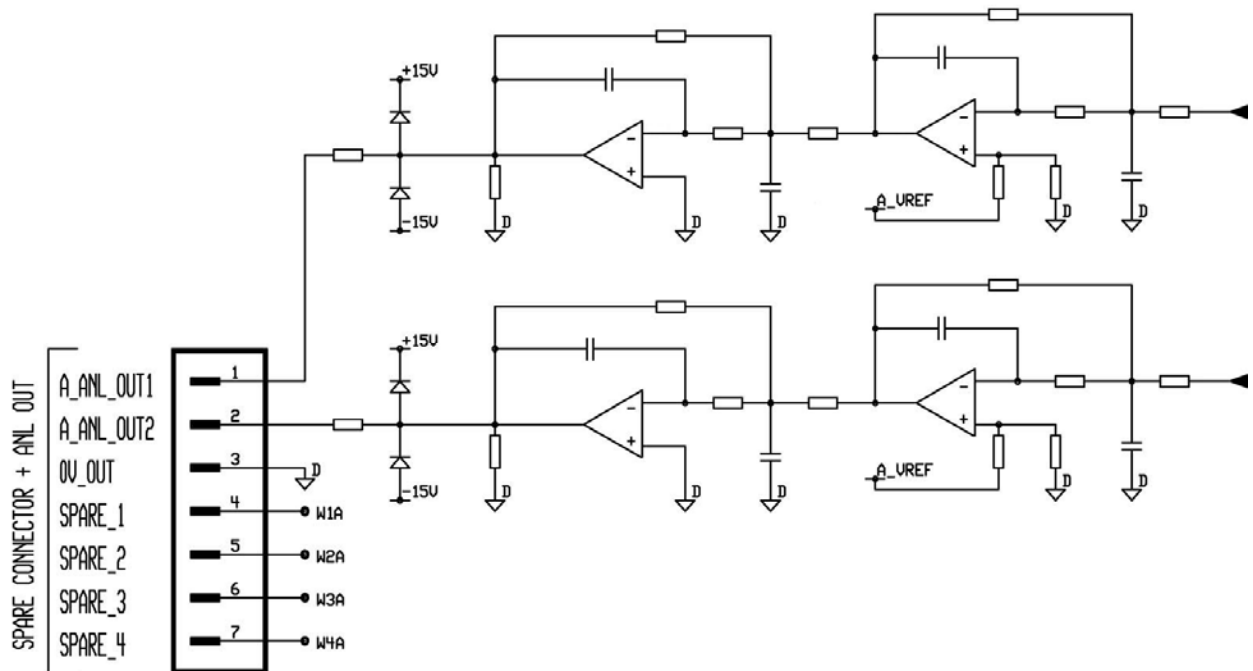 +15V
-15V
D
-
+
D
D
A_VREF
-
+
D
D
+15V
-15V
D
-
+
D
D
A_VREF
-
+
D
D
SPARE CONNECTOR + ANL OUT
A_ANL_OUT1 1
A_ANL_OUT2 2
0V_OUT 3 D
SPARE_1 4 W1A
SPARE_2 5 W2A
SPARE_3 6 W3A
SPARE_4 7 W4A